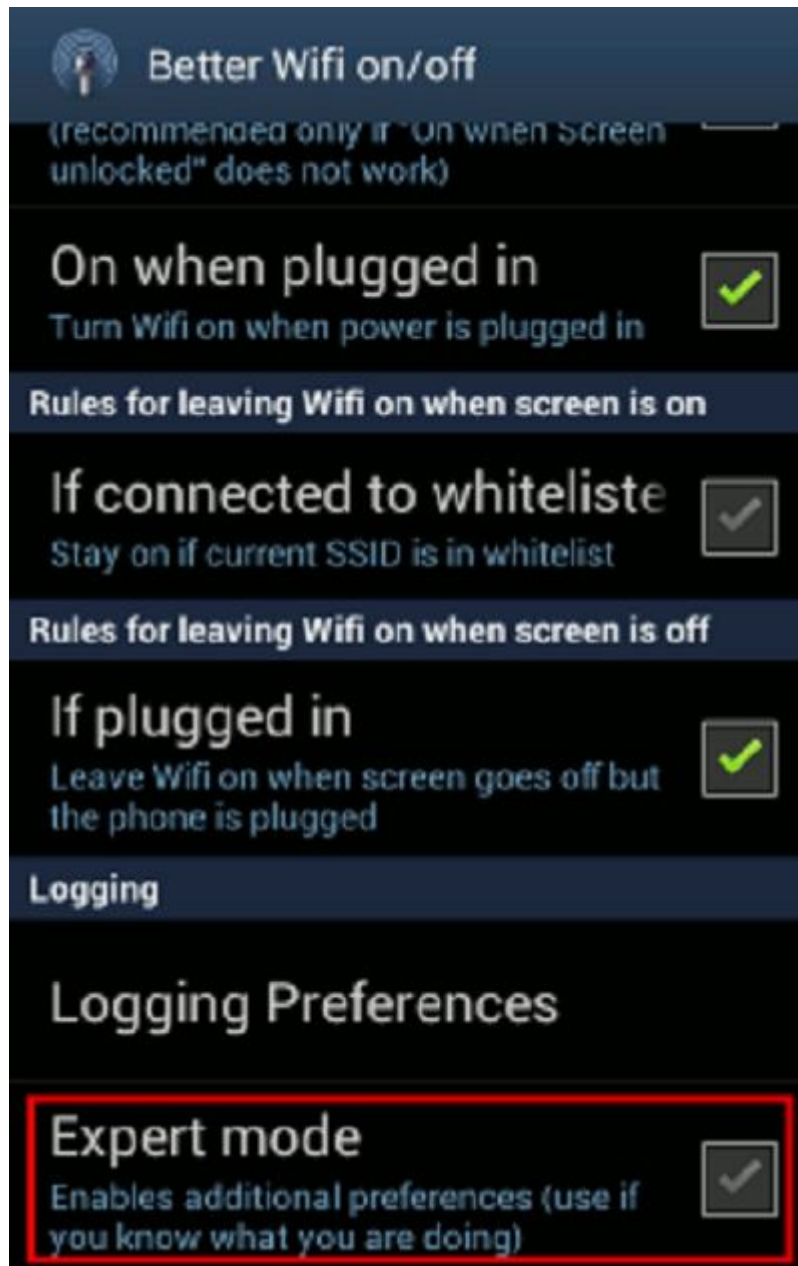 Better Wifi on/off
(recommended only if "On when Screen
unlocked" does not work)
On when plugged in
Turn Wifi on when power is plugged in
Rules for leaving Wifi on when screen is on
If connected to whiteliste
Stay on if current SSID is in whitelist
Rules for leaving Wifi on when screen is off
If plugged in
Leave Wifi on when screen goes off but
the phone is plugged
Logging
Logging Preferences
Expert mode
Enables additional preferences (use if
you know what you are doing)